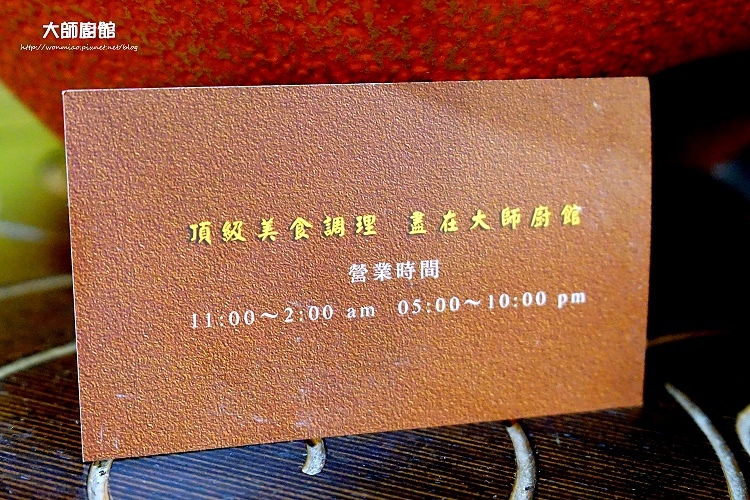 大師廚館
http://wonmiao.pixnet.net/blog
頂級美食調理 盡在大師廚館
營業時間
11:00～2:00 am 05:00～10:00 pm